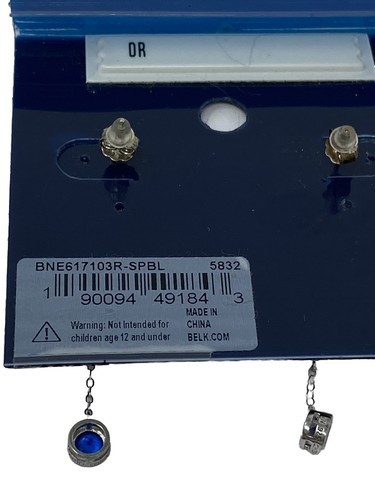 OR
BNE617103R-SPBL 5832
1 90094 49184 3
MADE IN
Warning: Not Intended for CHINA
children age 12 and under BELK.COM